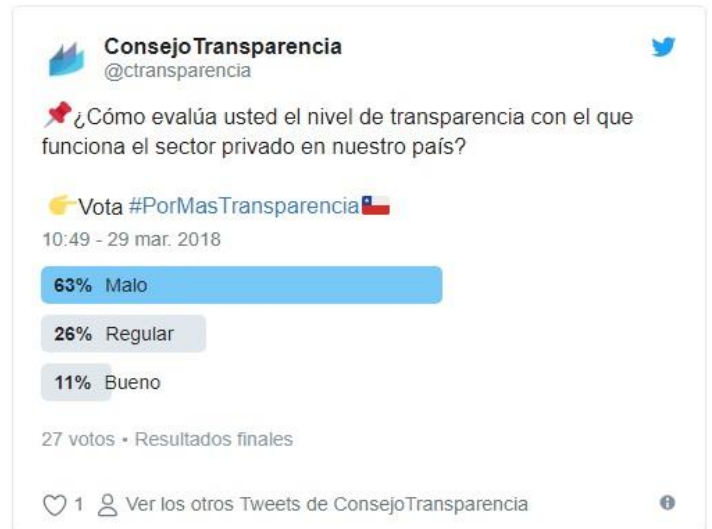 ConsejoTransparencia
@ctransparencia
¿Cómo evalúa usted el nivel de transparencia con el que
funciona el sector privado en nuestro país?
Vota #PorMasTransparencia
10:49 - 29 mar. 2018
63% Malo
26% Regular
11% Bueno
27 votos • Resultados finales
1 Ver los otros Tweets de ConsejoTransparencia